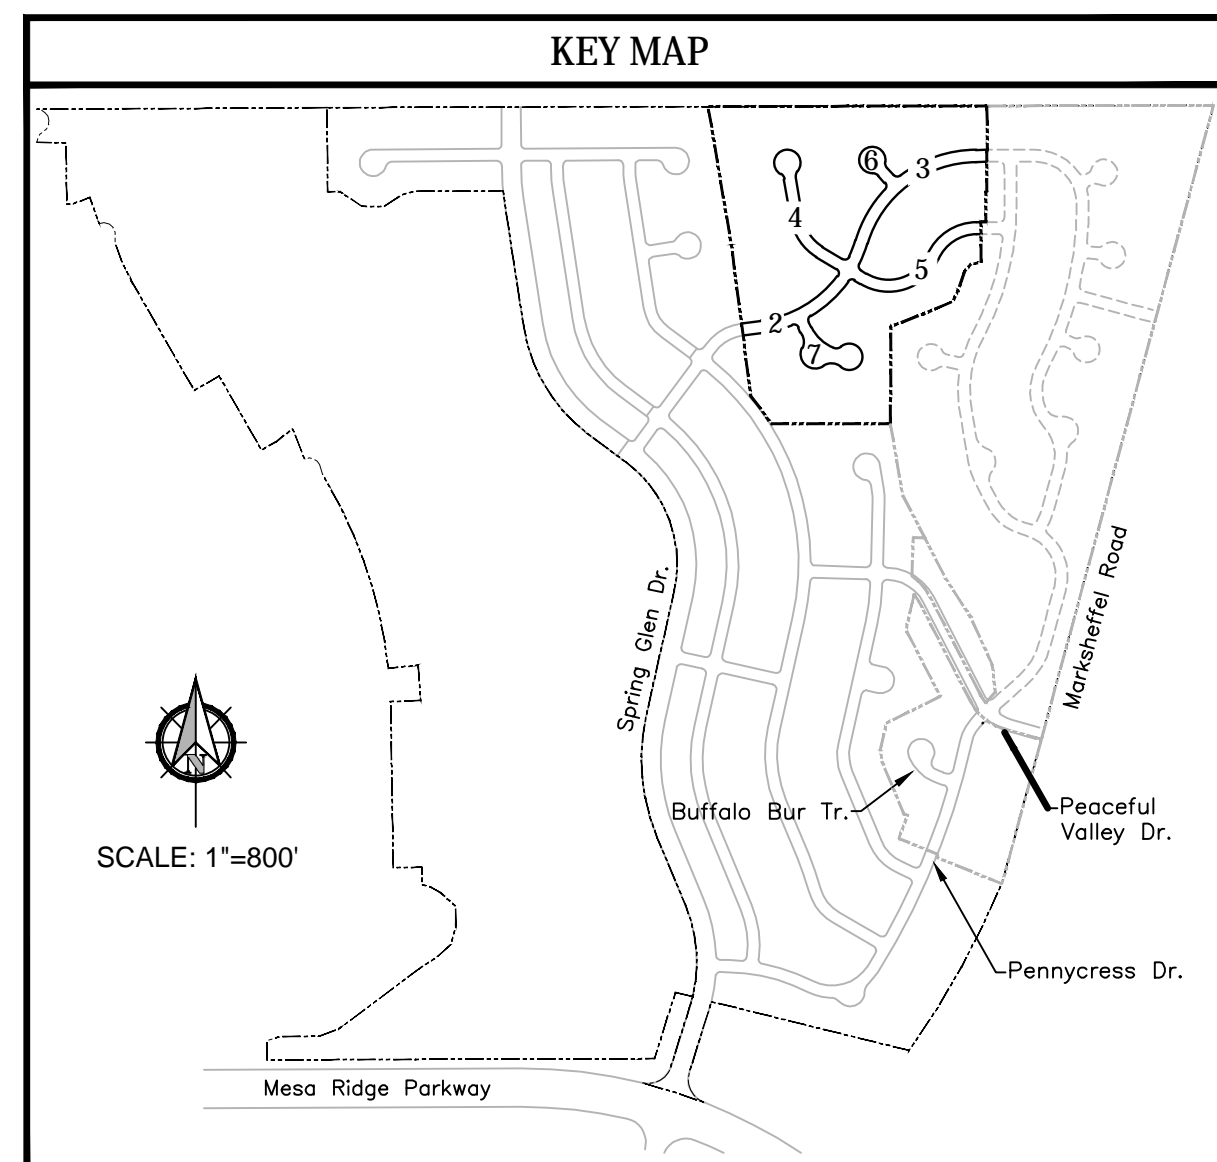 KEY MAP
6
3
4
5
2
7
Spring Glen Dr.
Marksheffel Road
N
SCALE: 1"=800'
Buffalo Bur Tr.
Peaceful
Valley Dr.
Pennycress Dr.
Mesa Ridge Parkway